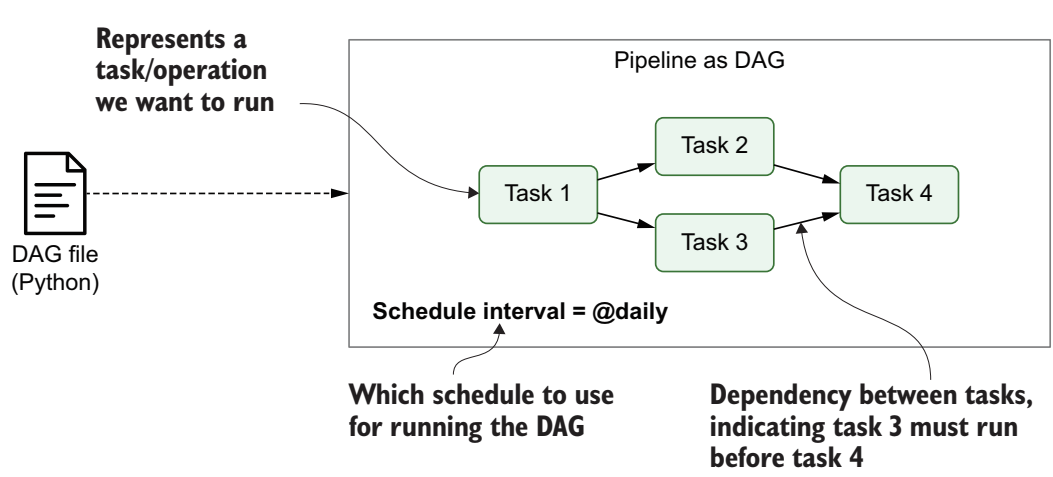 Represents a
task/operation
we want to run
Pipeline as DAG
Task 2
Task 1
Task 4
Task 3
DAG file
(Python)
Schedule interval = @daily
Which schedule to use
for running the DAG
Dependency between tasks,
indicating task 3 must run
before task 4